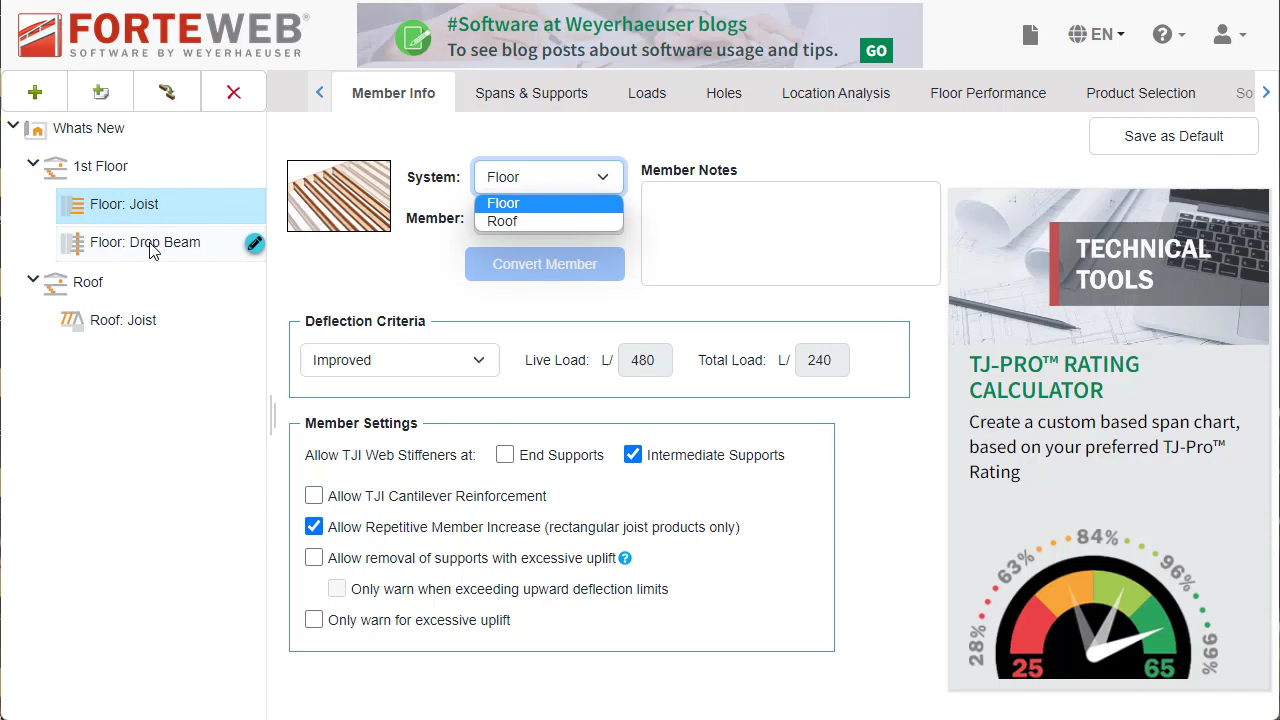 FORTEWEB®
SOFTWARE BY WEYERHAEUSER
#Software at Weyerhaeuser blogs
To see blog posts about software usage and tips.
GO
EN
Member Info
Spans & Supports
Loads
Holes
Location Analysis
Floor Performance
Product Selection
So
Whats New
1st Floor
Floor: Joist
Floor: Drop Beam
Roof
Roof: Joist
Save as Default
System:
Floor
Floor
Roof
Member:
Convert Member
Member Notes
Deflection Criteria
Improved
Live Load: L/ 480
Total Load: L/ 240
Member Settings
Allow TJI Web Stiffeners at:
End Supports
Intermediate Supports
Allow TJI Cantilever Reinforcement
Allow Repetitive Member Increase (rectangular joist products only)
Allow removal of supports with excessive uplift
Only warn when exceeding upward deflection limits
Only warn for excessive uplift
TECHNICAL
TOOLS
TJ-PRO™ RATING
CALCULATOR
Create a custom based span chart,
based on your preferred TJ-Pro™
Rating
28%
63%
84%
96%
99%
25
65